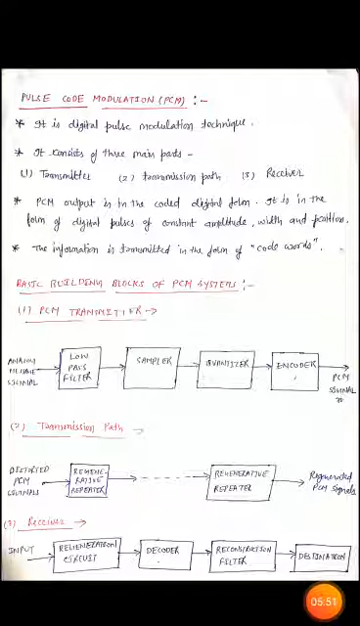 PULSE CODE MODULATION (PCM) :-
* It is digital pulse modulation technique.
* It consists of three main parts -
(1) Transmitter (2) transmission path (3) Receiver
* PCM output is in the coded digital form. It is in the
form of digital pulses of constant amplitude, width and position.
* The information is transmitted in the form of "code words".
BASIC BUILDING BLOCKS OF PCM SYSTEMS :-
(1) PCM TRANSMITTER →
ANALOG MESSAGE SIGNAL
LOW PASS FILTER
SAMPLER
QUANTIZER
ENCODER
PCM SIGNAL
(2) Transmission Path →
DISTORTED PCM SIGNALS
REGENERATIVE REPEATER
REGENERATIVE REPEATER
Regenerated PCM Signals
(3) Receiver →
INPUT
REGENERATION CIRCUIT
DECODER
RECONSTRUCTION FILTER
DESTINATION
05:51